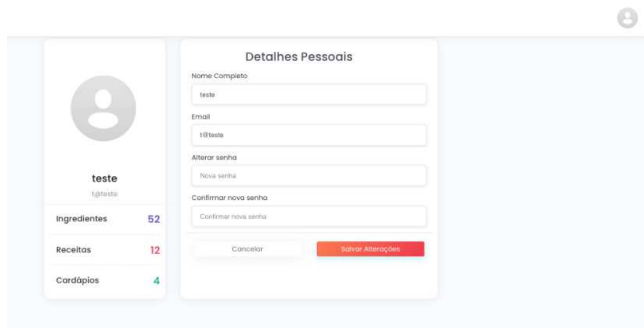 teste
t@teste
Ingredientes 52
Receitas 12
Cardápios 4
Detalhes Pessoais
Nome Completo
teste
Email
t@teste
Alterar senha
Nova senha
Confirmar nova senha
Confirmar nova senha
Cancelar
Salvar Alterações